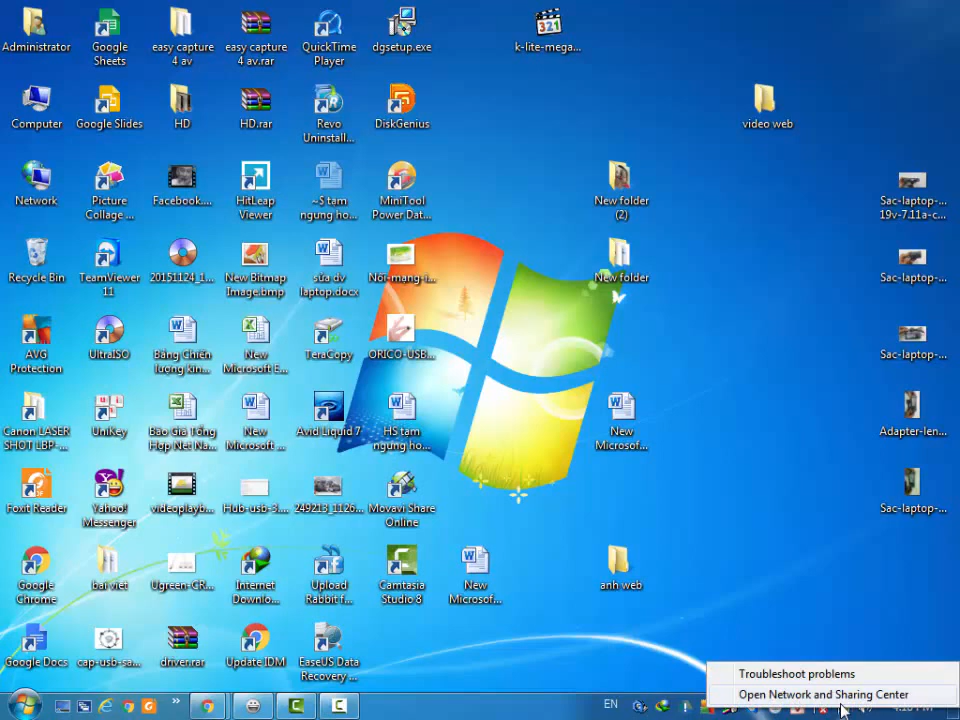 Administrator
Google
Sheets
easy capture
4 av
easy capture
4 av.rar
QuickTime
Player
dgsetup.exe
k-lite-mega...
Computer
Google Slides
HD
HD.rar
Revo
Uninstall...
DiskGenius
video web
Network
Picture
Collage ...
Facebook....
HitLeap
Viewer
~$ tam
ngung ho...
MiniTool
Power Dat...
New folder
(2)
Sac-laptop-...
19v-7.11a-c...
Recycle Bin
TeamViewer
11
20151124_1...
New Bitmap
Image.bmp
sửa dv
laptop.docx
Nối-mạng-i...
New folder
Sac-laptop-...
AVG
Protection
UltraISO
Bảng Chiến
lượng kin...
New
Microsoft E...
TeraCopy
ORICO-USB...
Sac-laptop-...
Canon LASER
SHOT LBP-...
UniKey
Báo Giá Tổng
Hợp Net Na...
New
Microsoft ...
Avid Liquid 7
HS tam
ngung ho...
New
Microsof...
Adapter-len...
Foxit Reader
Yahoo!
Messenger
videoplayb...
Hub-usb-3....
249213_1126...
Movavi Share
Online
Sac-laptop-...
Google
Chrome
bai viet
Ugreen-CR...
Internet
Downlo...
Upload
Rabbit f...
Camtasia
Studio 8
New
Microsof...
anh web
Google Docs
cap-usb-sa...
driver.rar
Update IDM
EaseUS Data
Recovery ...
Troubleshoot problems
Open Network and Sharing Center
EN